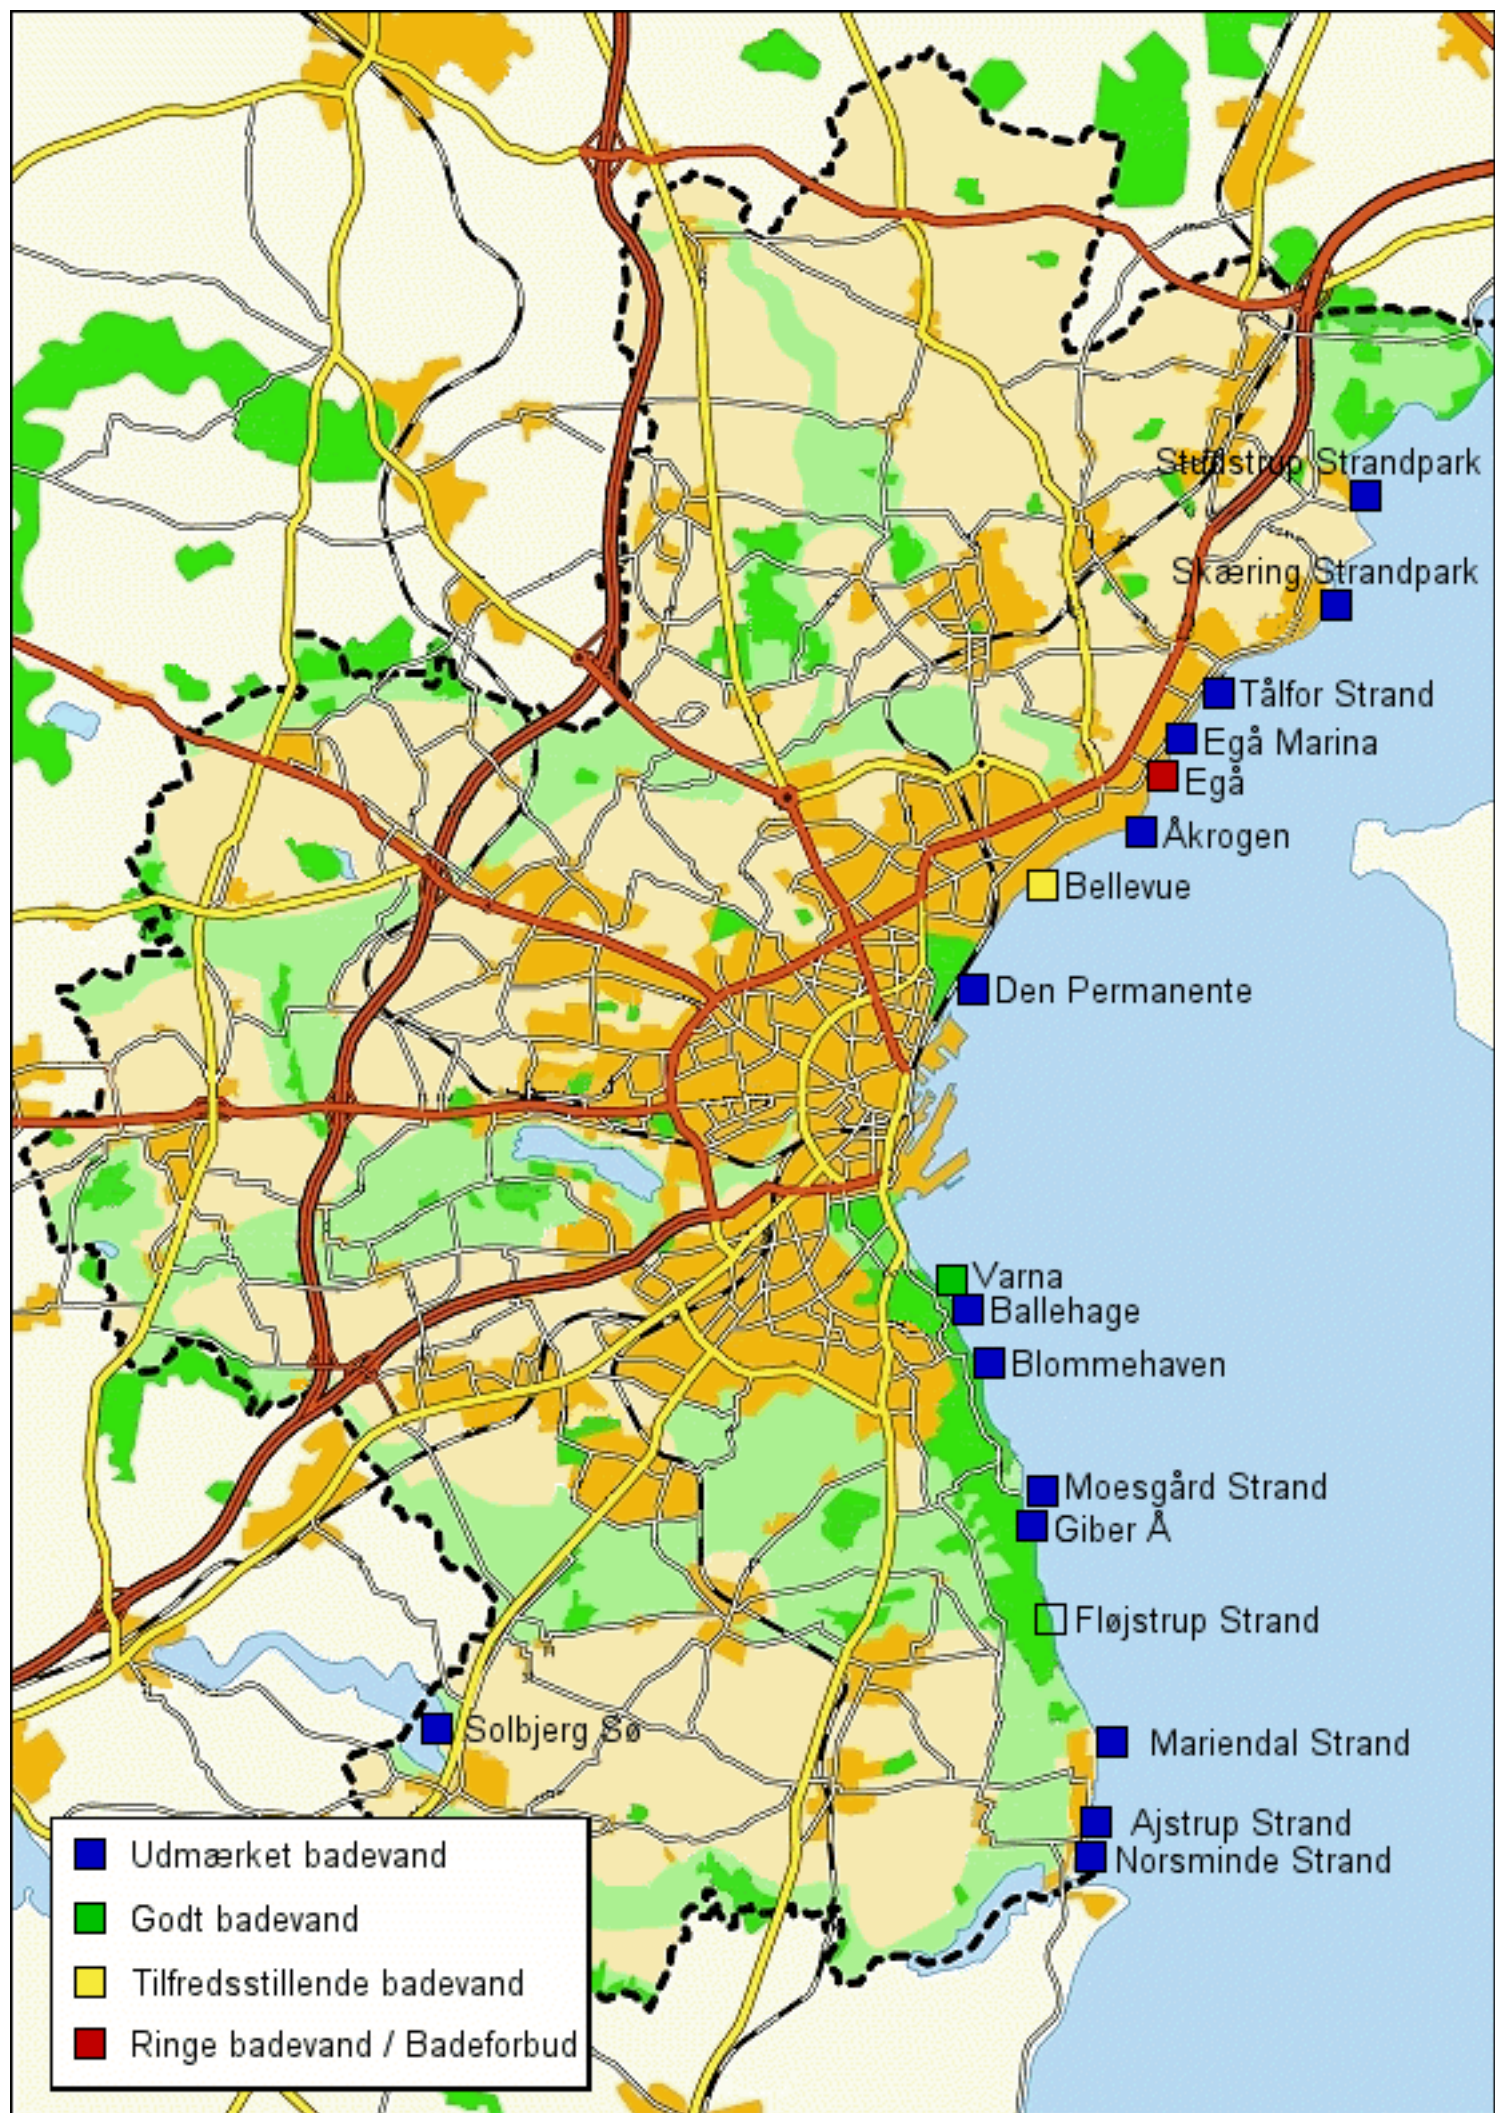 Studstrup Strandpark
Skæring Strandpark
Tålfor Strand
Egå Marina
Egå
Åkrogen
Bellevue
Den Permanente
Varna
Ballehage
Blommehaven
Moesgård Strand
Giber Å
Fløjstrup Strand
Solbjerg Sø
Mariendal Strand
Ajstrup Strand
Norsminde Strand
Udmærket badevand
Godt badevand
Tilfredsstillende badevand
Ringe badevand / Badeforbud